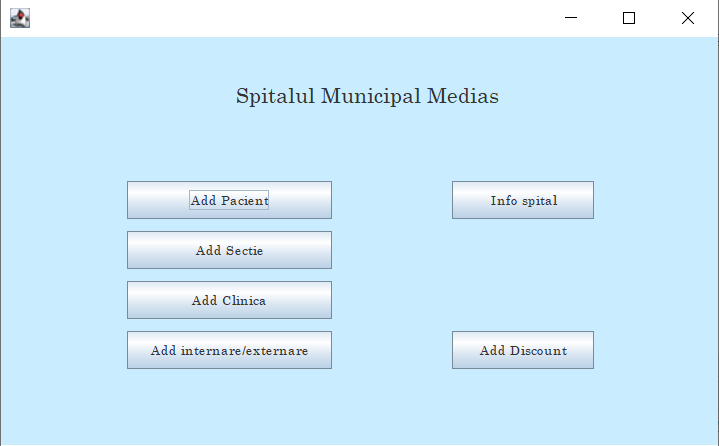 Spitalul Municipal Medias
Add Pacient
Info spital
Add Sectie
Add Clinica
Add internare/externare
Add Discount